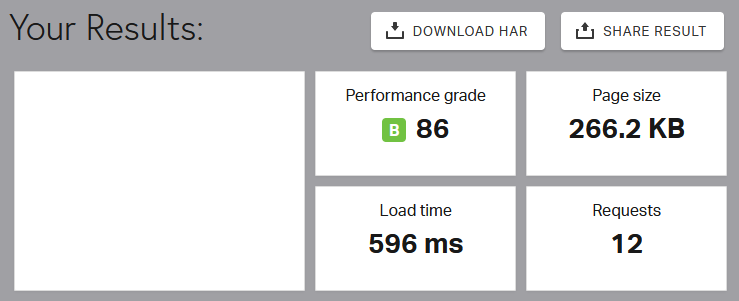 Your Results:
DOWNLOAD HAR
SHARE RESULT
Performance grade
B 86
Page size
266.2 KB
Load time
596 ms
Requests
12